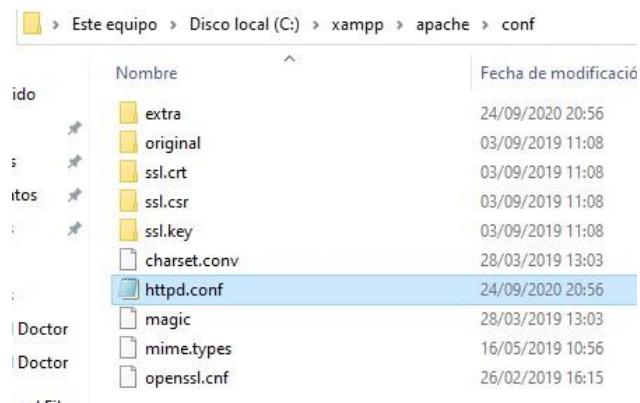 Este equipo > Disco local (C:) > xampp > apache > conf
Nombre Fecha de modificació
ido
extra 24/09/2020 20:56
original 03/09/2019 11:08
s ssl.crt 03/09/2019 11:08
itos ssl.csr 03/09/2019 11:08
ssl.key 03/09/2019 11:08
charset.conv 28/03/2019 13:03
httpd.conf 24/09/2020 20:56
Doctor magic 28/03/2019 13:03
mime.types 16/05/2019 10:56
Doctor
openssl.cnf 26/02/2019 16:15